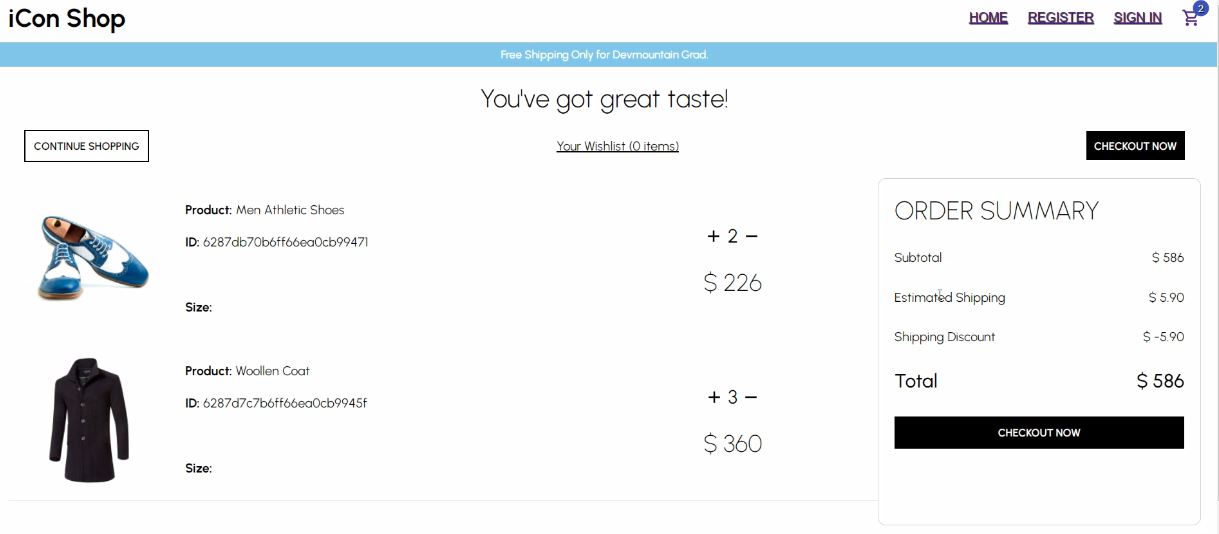 iCon Shop
HOME REGISTER SIGN IN 2
Free Shipping Only for Devmountain Grad.
You've got great taste!
CONTINUE SHOPPING
Your Wishlist (0 items)
CHECKOUT NOW
Product: Men Athletic Shoes
ID: 6287db70b6ff66ea0cb99471
Size:
+ 2 −
$ 226
Product: Woollen Coat
ID: 6287d7c7b6ff66ea0cb9945f
Size:
+ 3 −
$ 360
ORDER SUMMARY
Subtotal $ 586
Estimated Shipping $ 5.90
Shipping Discount $ -5.90
Total $ 586
CHECKOUT NOW